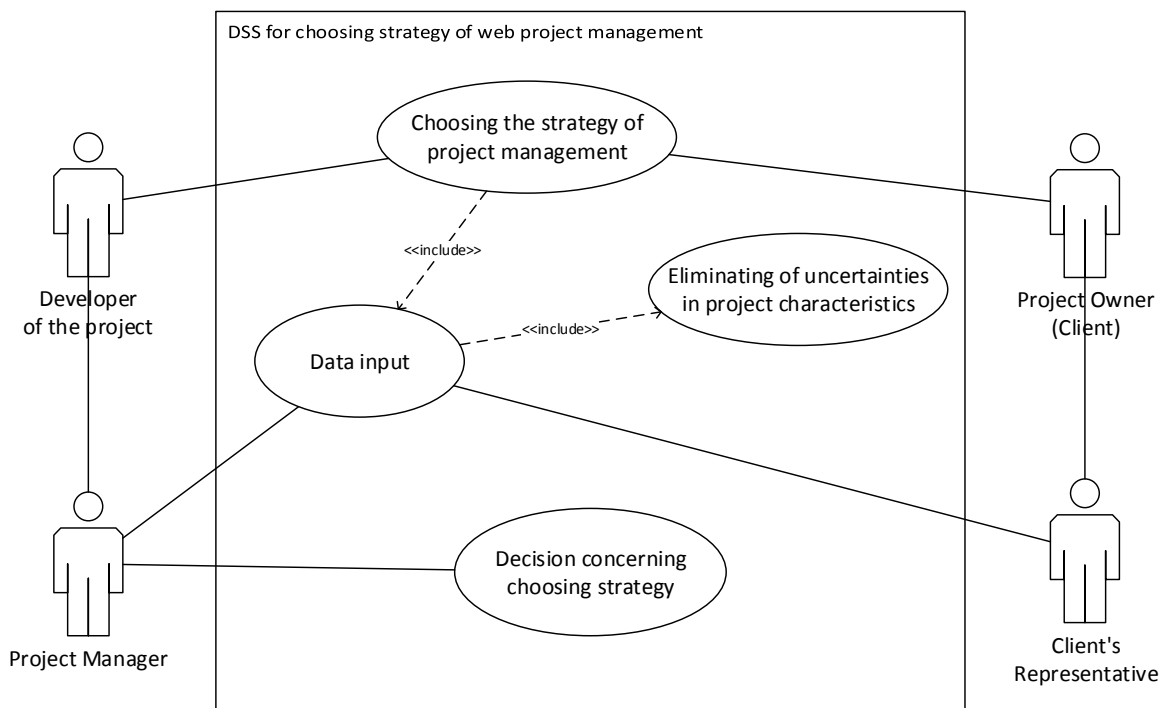 DSS for choosing strategy of web project management
Choosing the strategy of
project management
<<include>>
Eliminating of uncertainties
in project characteristics
Developer
of the project
Project Owner
(Client)
<<include>>
Data input
Decision concerning
choosing strategy
Project Manager
Client's
Representative